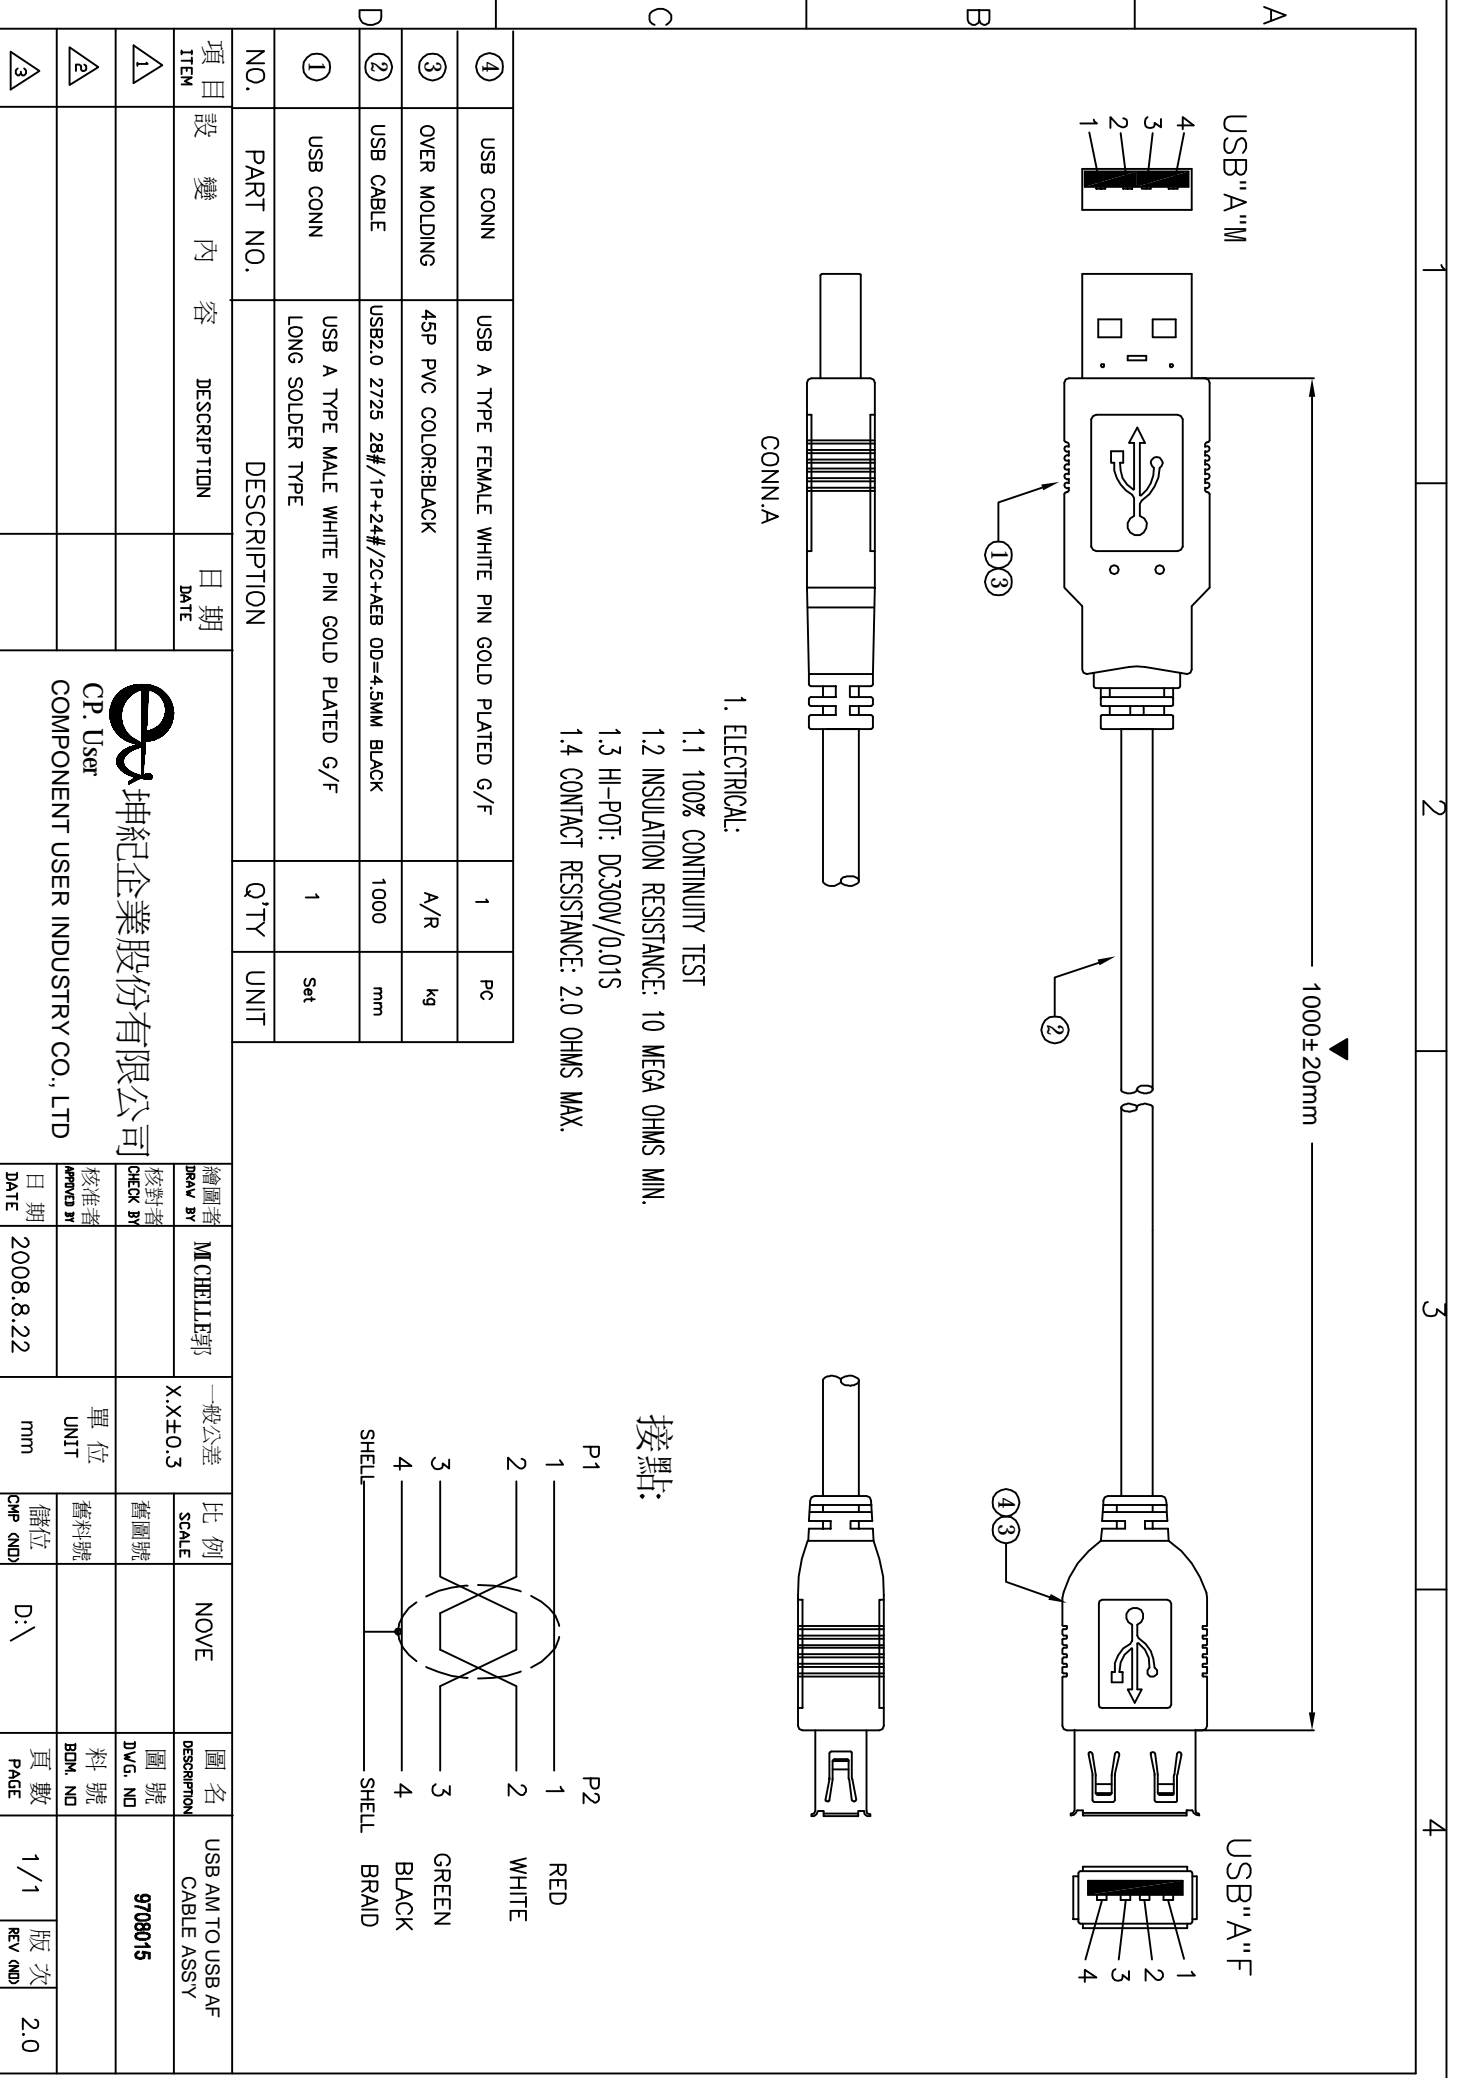 1
2
3
4
A
B
C
D
USB"A"M
4
3
2
1
1000±20mm
USB"A"F
1
2
3
4
①③
②
④③
CONN.A
1. ELECTRICAL:
1.1 100% CONTINUITY TEST
1.2 INSULATION RESISTANCE: 10 MEGA OHMS MIN.
1.3 HI-POT: DC300V/0.01S
1.4 CONTACT RESISTANCE: 2.0 OHMS MAX.
接點:
P1 P2
1 1 RED
2 2 WHITE
3 3 GREEN
4 4 BLACK
SHELL SHELL BRAID
④ USB CONN USB A TYPE FEMALE WHITE PIN GOLD PLATED G/F 1 PC
③ OVER MOLDING 45P PVC COLOR:BLACK A/R kg
② USB CABLE USB2.0 2725 28#/1P+24#/2C+AEB OD=4.5MM BLACK 1000 mm
① USB CONN USB A TYPE MALE WHITE PIN GOLD PLATED G/F
LONG SOLDER TYPE 1 Set
NO. PART NO. DESCRIPTION Q'TY UNIT
項目 設變內容 DESCRIPTION 日期
ITEM DATE
1
2
3
坤紀企業股份有限公司
CP. User
COMPONENT USER INDUSTRY CO., LTD
繪圖者
DRAW BY
MICHELLE郭
核對者
CHECK BY
核准者
APPROVED BY
日期
DATE
2008.8.22
一般公差
X.X±0.3
單位
UNIT
mm
比例
SCALE
NOVE
舊圖號
舊料號
儲位
CMP (NO)
D:\
圖名
DESCRIPTION
USB AM TO USB AF
CABLE ASS'Y
圖號
DWG. NO
9708015
料號
BOM. NO
頁數
PAGE
1/1
版次
REV (NO)
2.0